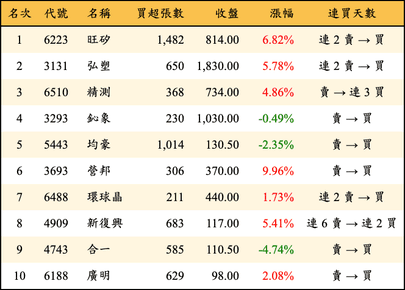 名次 代號 名稱 買超張數 收盤 漲幅 連買天數
1 6223 旺矽 1,482 814.00 6.82% 連 2 賣 → 買
2 3131 弘塑 650 1,830.00 5.78% 連 2 賣 → 買
3 6510 精測 368 734.00 4.86% 賣 → 連 3 買
4 3293 鈊象 230 1,030.00 -0.49% 賣 → 買
5 5443 均豪 1,014 130.50 -2.35% 賣 → 買
6 3693 營邦 306 370.00 9.96% 賣 → 買
7 6488 環球晶 211 440.00 1.73% 連 2 賣 → 買
8 4909 新復興 683 117.00 5.41% 連 6 賣 → 連 2 買
9 4743 合一 585 110.50 -4.74% 賣 → 買
10 6188 廣明 629 98.00 2.08% 賣 → 買